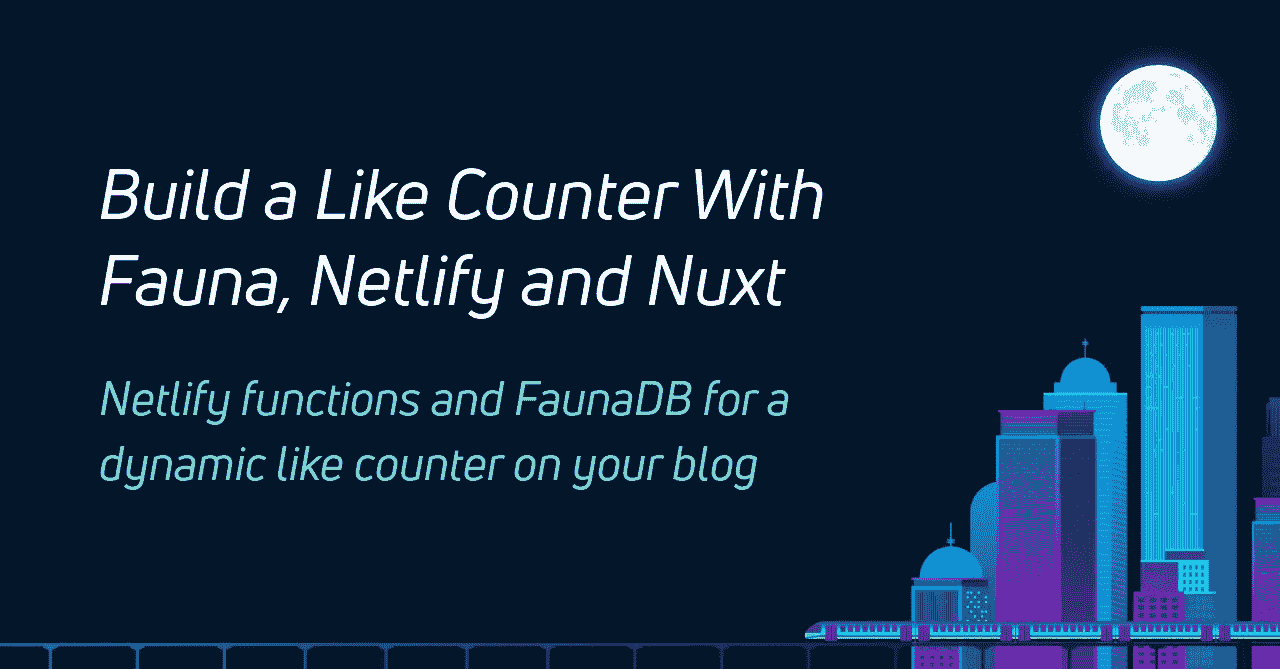 Build a Like Counter With
Fauna, Netlify and Nuxt
Netlify functions and FaunaDB for a
dynamic like counter on your blog